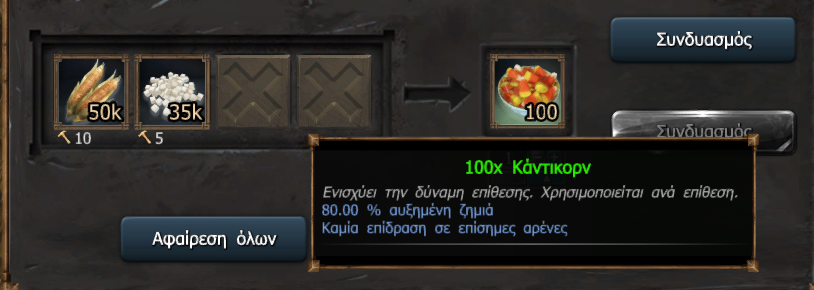 Συνδυασμός
50k
35k
100
10
5
Συνδυασμός
100x Κάντικορν
Ενισχύει την δύναμη επίθεσης. Χρησιμοποιείται ανά επίθεση.
80.00 % αυξημένη ζημιά
Καμία επίδραση σε επίσημες αρένες
Αφαίρεση όλων